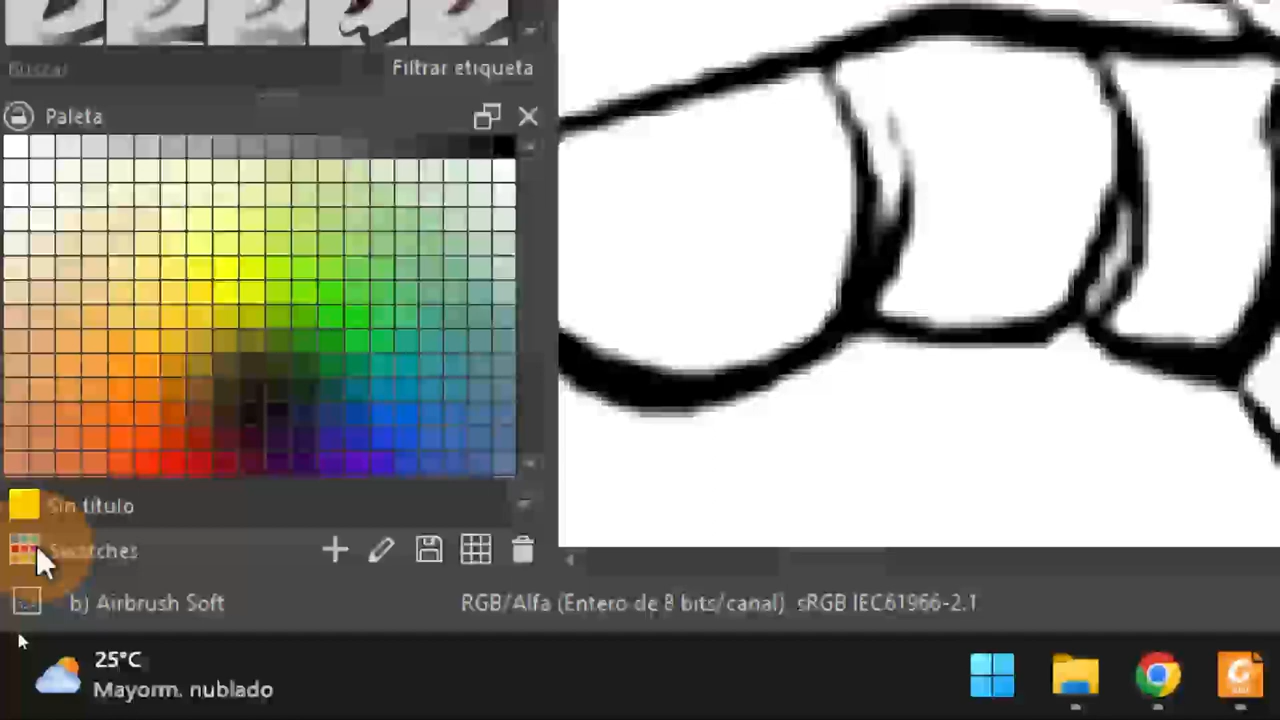 Buscar
Filtrar etiqueta
Paleta
Sin título
Swatches
b) Airbrush Soft
RGB/Alfa (Entero de 8 bits/canal) sRGB IEC61966-2.1
25°C
Mayorm. nublado